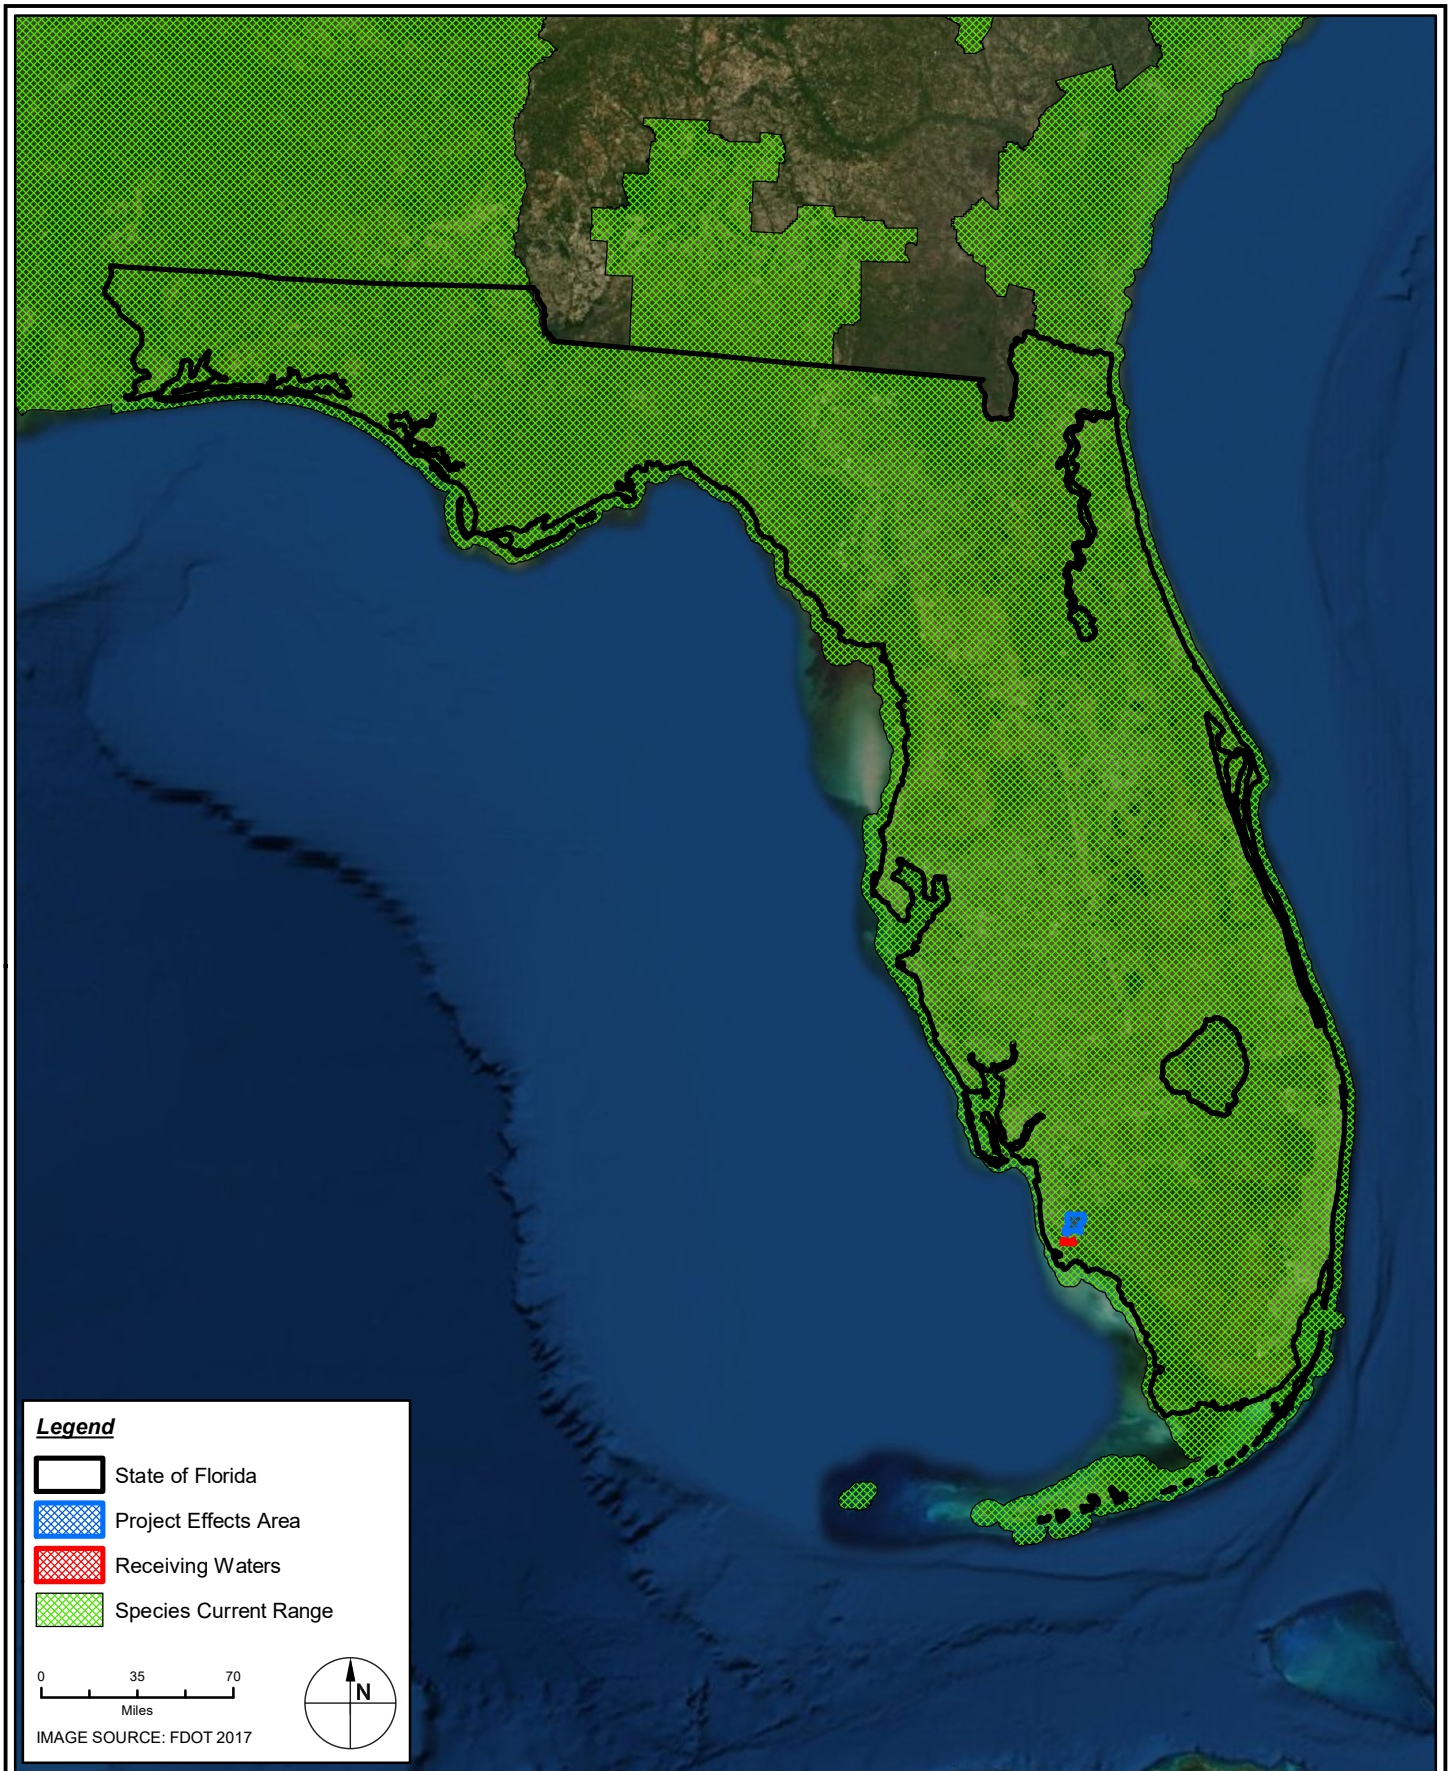 Legend
State of Florida
Project Effects Area
Receiving Waters
Species Current Range
0 35 70
Miles
N
IMAGE SOURCE: FDOT 2017